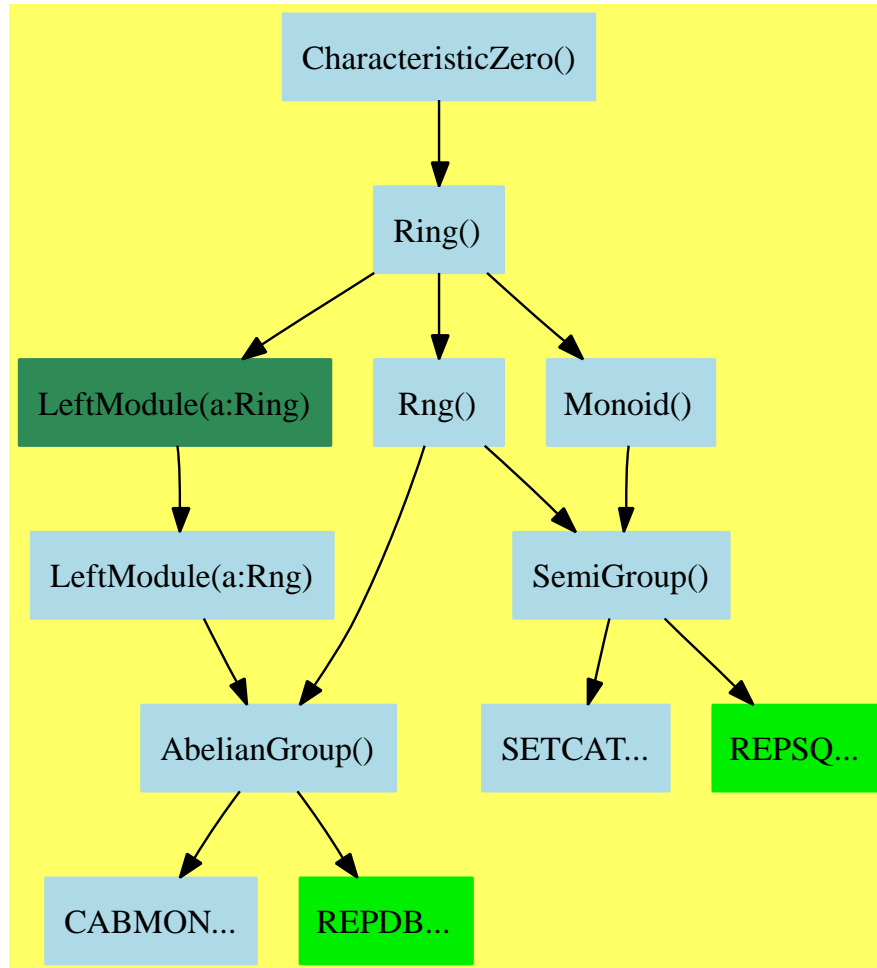 CharacteristicZero()
Ring()
LeftModule(a:Ring)
Rng()
Monoid()
LeftModule(a:Rng)
SemiGroup()
AbelianGroup()
SETCAT...
REPSQ...
CABMON...
REPDB...